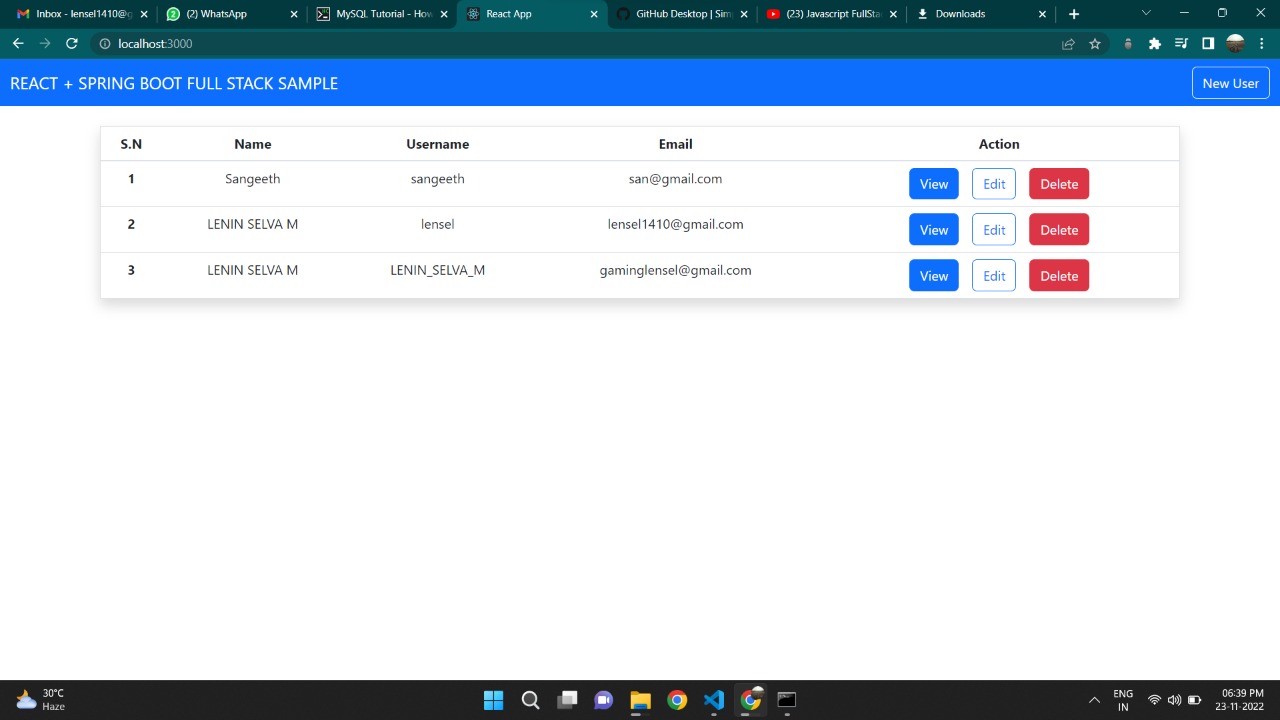 Inbox - lensel1410@g
(2) WhatsApp
MySQL Tutorial - How
React App
GitHub Desktop | Sim
(23) Javascript FullSta
Downloads
localhost:3000
REACT + SPRING BOOT FULL STACK SAMPLE
New User
S.N Name Username Email Action
1 Sangeeth sangeeth san@gmail.com View Edit Delete
2 LENIN SELVA M lensel lensel1410@gmail.com View Edit Delete
3 LENIN SELVA M LENIN_SELVA_M gaminglensel@gmail.com View Edit Delete
30°C
Haze
ENG
IN
06:39 PM
23-11-2022